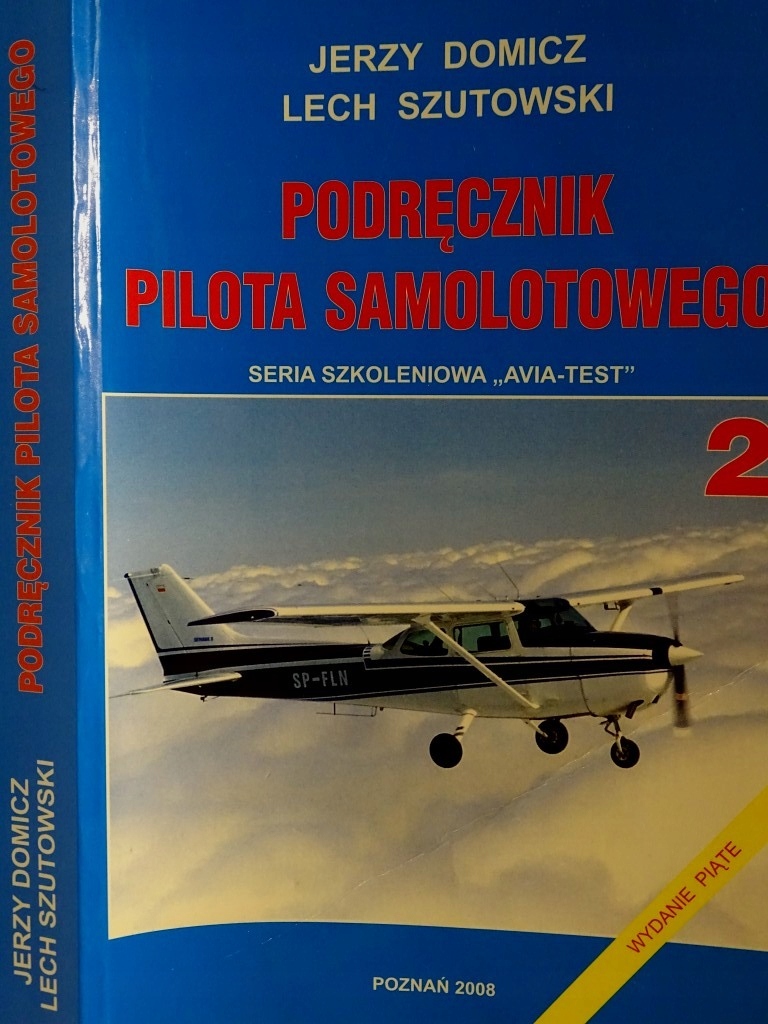 JERZY DOMICZ
LECH SZUTOWSKI
PODRĘCZNIK
PILOTA SAMOLOTOWEGO
SERIA SZKOLENIOWA „AVIA-TEST”
2
SP-FLN
WYDANIE PIĄTE
POZNAŃ 2008
PODRĘCZNIK PILOTA SAMOLOTOWEGO
JERZY DOMICZ
LECH SZUTOWSKI